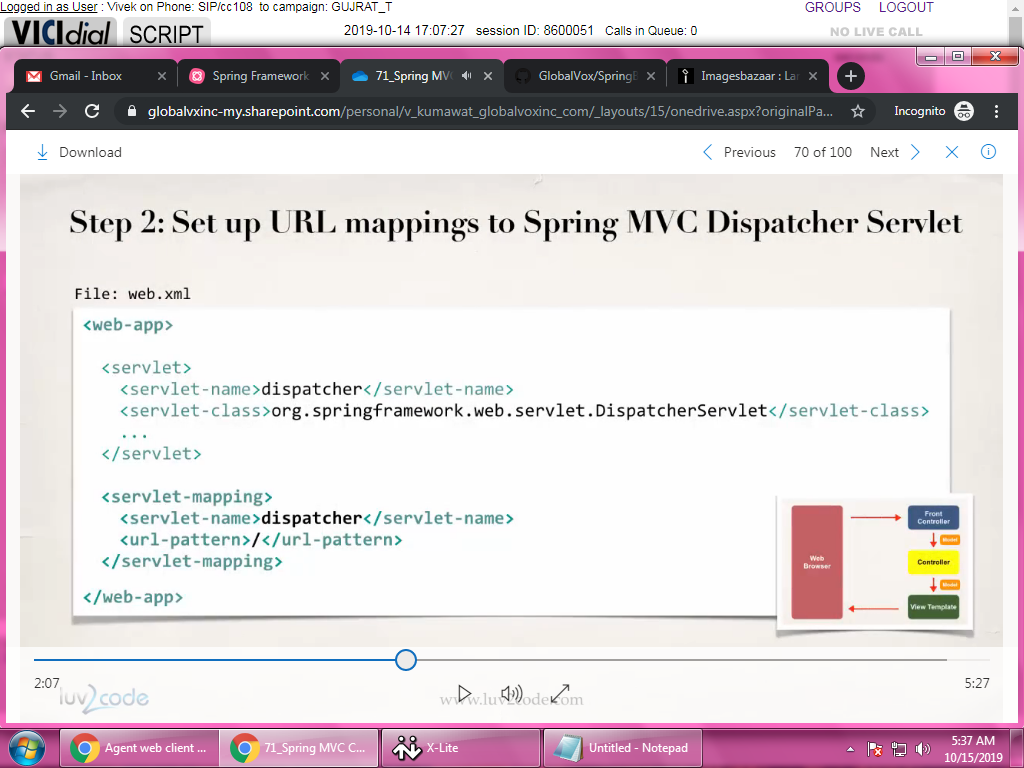 Logged in as User : Vivek on Phone: SIP/cc108  to campaign: GUJRAT_T
GROUPS LOGOUT
VICIdial SCRIPT
2019-10-14 17:07:27 session ID: 8600051 Calls in Queue: 0
NO LIVE CALL
Gmail - Inbox
Spring Framework
71_Spring MV
GlobalVox/Spring
Imagesbazaar : Lar
globalvxinc-my.sharepoint.com/personal/v_kumawat_globalvoxinc_com/_layouts/15/onedrive.aspx?originalPa...
Incognito
Download
Previous 70 of 100 Next
Step 2: Set up URL mappings to Spring MVC Dispatcher Servlet
File: web.xml
<web-app>
<servlet>
<servlet-name>dispatcher</servlet-name>
<servlet-class>org.springframework.web.servlet.DispatcherServlet</servlet-class>
...
</servlet>
<servlet-mapping>
<servlet-name>dispatcher</servlet-name>
<url-pattern>/</url-pattern>
</servlet-mapping>
</web-app>
Web
Browser
Front
Controller
Model
Controller
Model
View Template
2:07
5:27
luv2code
www.luv2code.com
Agent web client ...
71_Spring MVC C...
X-Lite
Untitled - Notepad
5:37 AM
10/15/2019